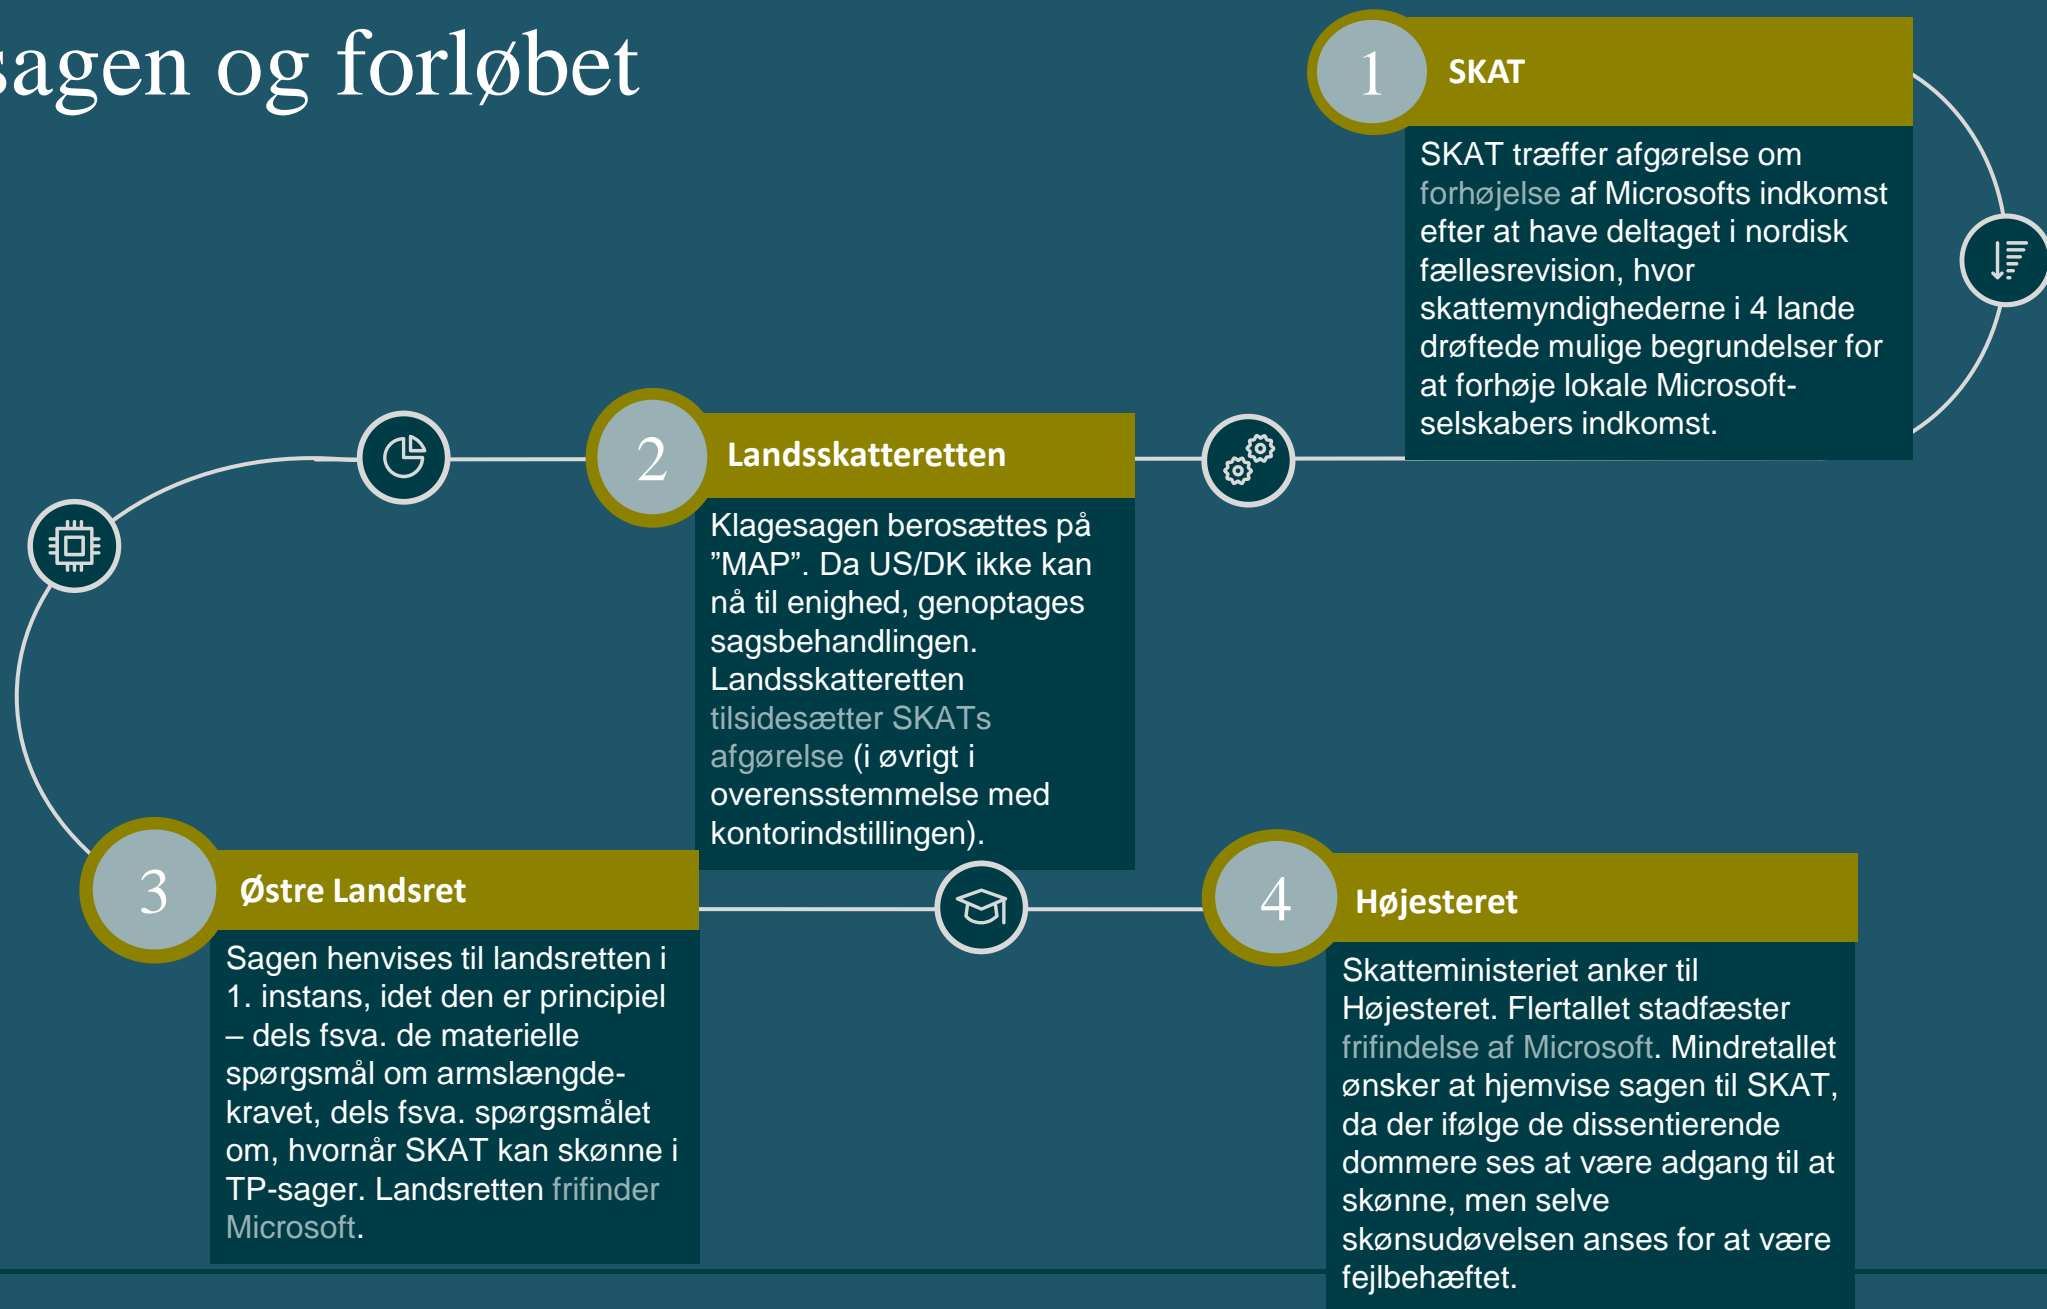 sagen og forløbet
1
SKAT
SKAT træffer afgørelse om
forhøjelse af Microsofts indkomst
efter at have deltaget i nordisk
fællesrevision, hvor
skattemyndighederne i 4 lande
drøftede mulige begrundelser for
at forhøje lokale Microsoft-
selskabers indkomst.
2
Landsskatteretten
Klagesagen berosættes på
”MAP”. Da US/DK ikke kan
nå til enighed, genoptages
sagsbehandlingen.
Landsskatteretten
tilsidesætter SKATs
afgørelse (i øvrigt i
overensstemmelse med
kontorindstillingen).
3
Østre Landsret
Sagen henvises til landsretten i
1. instans, idet den er principiel
– dels fsva. de materielle
spørgsmål om armslængde-
kravet, dels fsva. spørgsmålet
om, hvornår SKAT kan skønne i
TP-sager. Landsretten frifinder
Microsoft.
4
Højesteret
Skatteministeriet anker til
Højesteret. Flertallet stadfæster
frifindelse af Microsoft. Mindretallet
ønsker at hjemvise sagen til SKAT,
da der ifølge de dissentierende
dommere ses at være adgang til at
skønne, men selve
skønsudøvelsen anses for at være
fejlbehæftet.